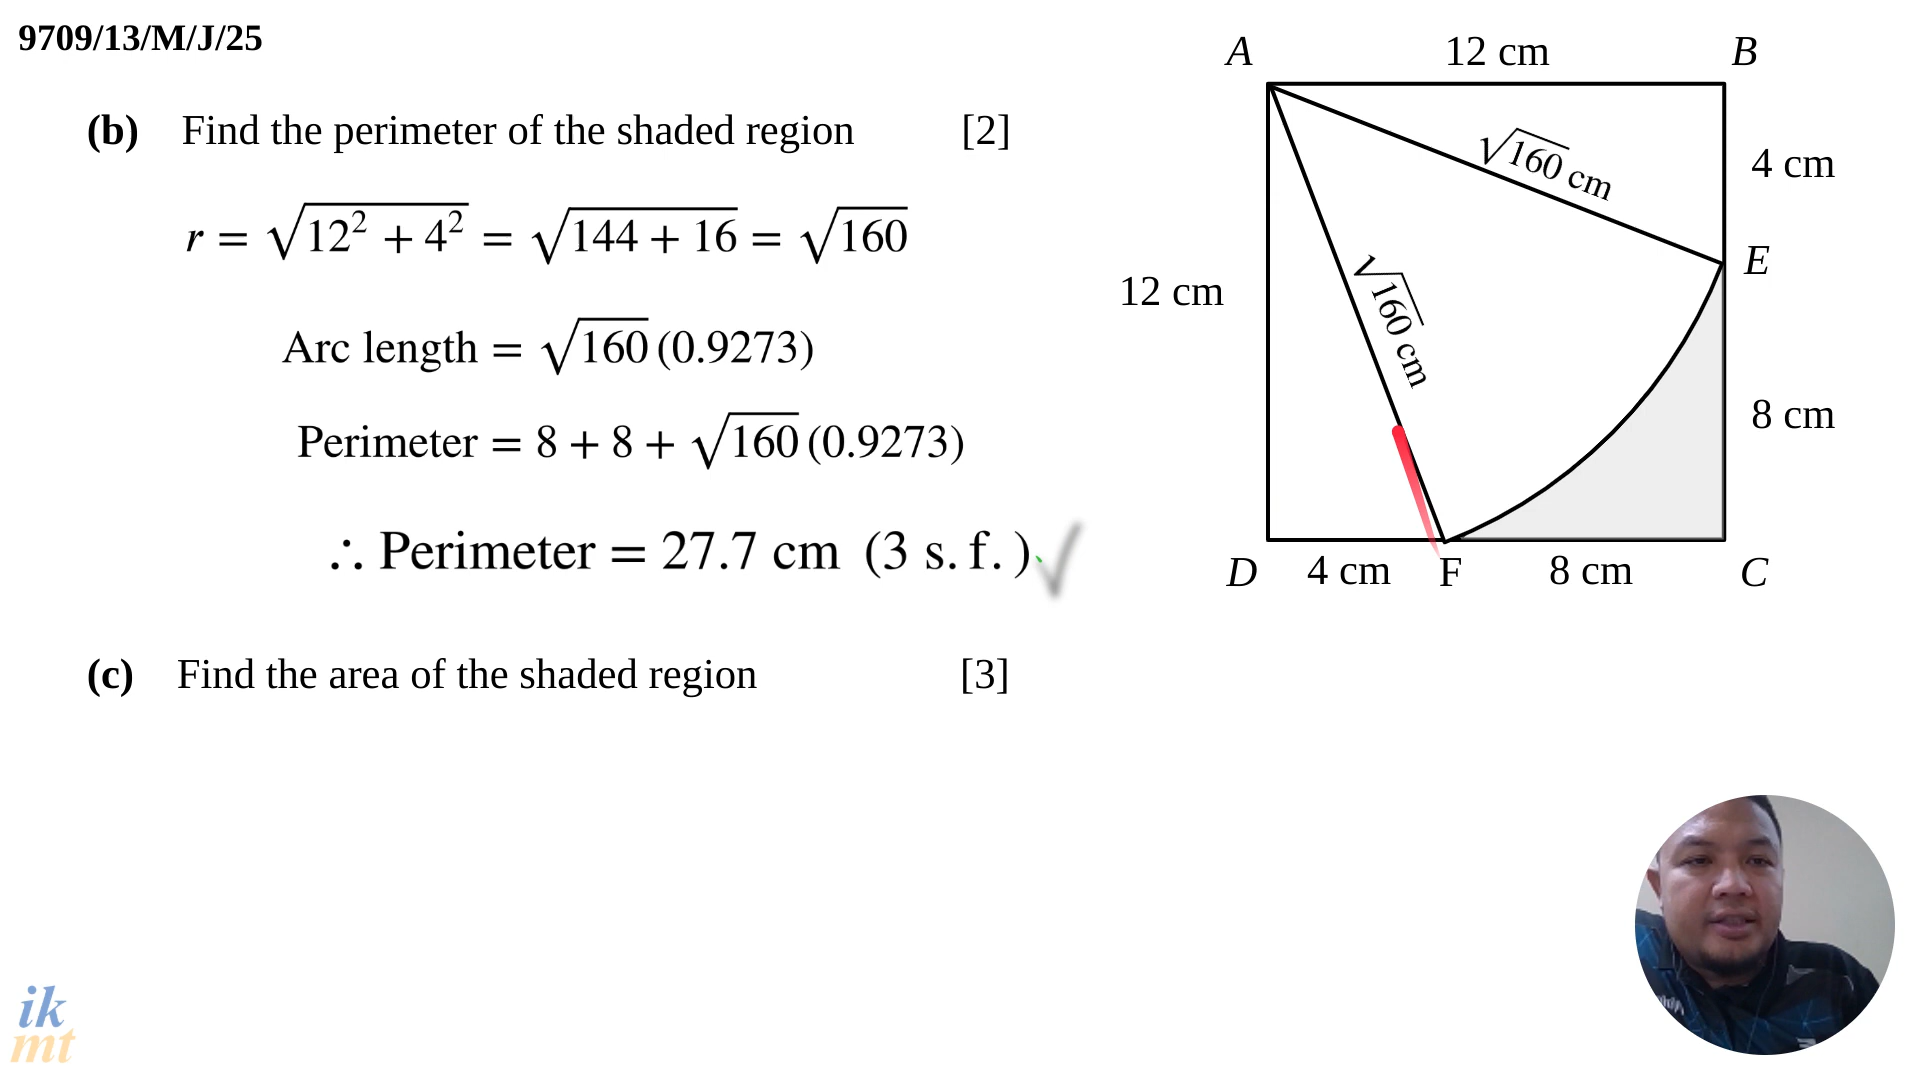 9709/13/M/J/25
(b) Find the perimeter of the shaded region [2]
r = √(12² + 4²) = √(144 + 16) = √160
Arc length = √160 (0.9273)
Perimeter = 8 + 8 + √160 (0.9273)
∴ Perimeter = 27.7 cm (3 s. f. )
(c) Find the area of the shaded region [3]
A 12 cm B
√160 cm
4 cm
E
12 cm
√160 cm
8 cm
D 4 cm F 8 cm C
ik
mt